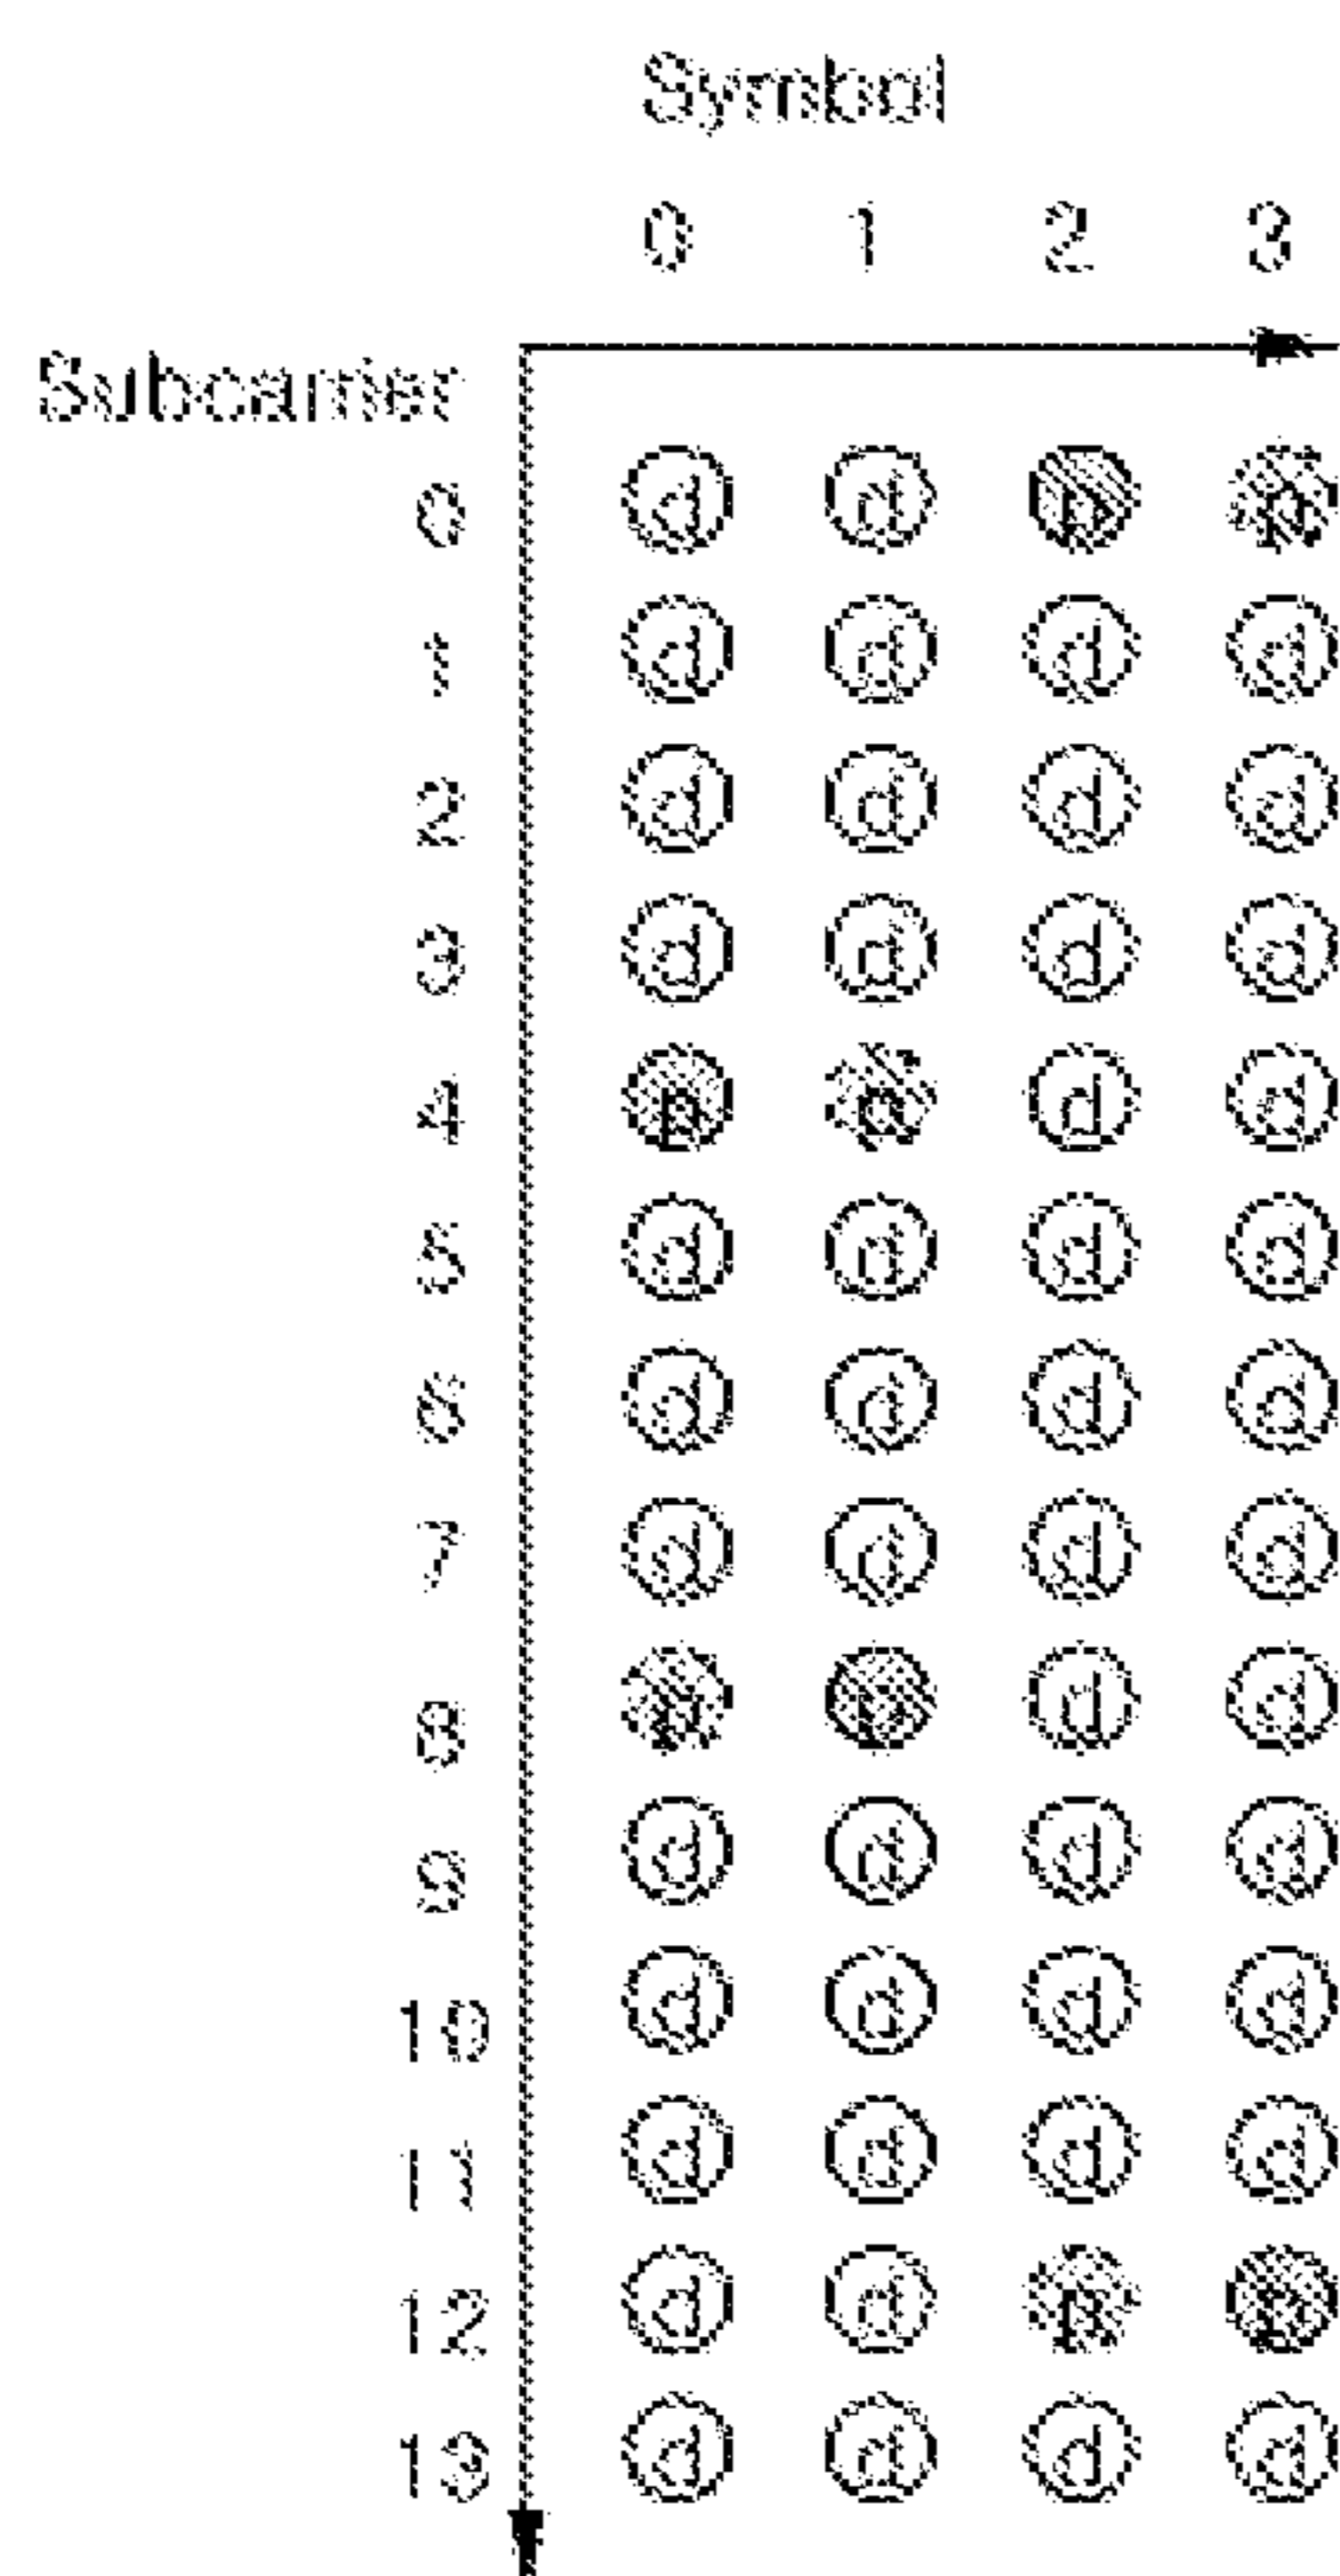 Symbol
0 1 2 3
Subcarrier
0 d d p p
1 d d d d
2 d d d d
3 d d d d
4 p p d d
5 d d d d
6 d d d d
7 d d d d
8 p p d d
9 d d d d
10 d d d d
11 d d d d
12 d d p p
13 d d d d